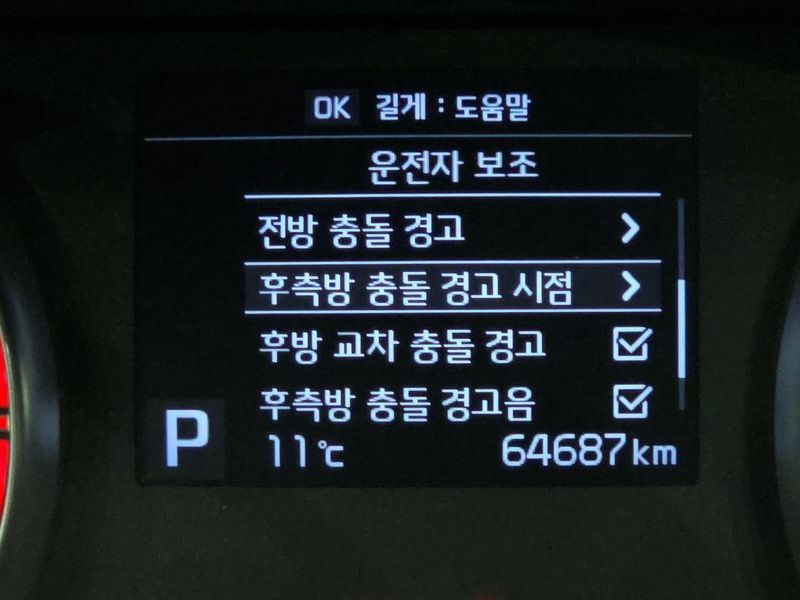 OK 길게 : 도움말
운전자 보조
전방 충돌 경고
후측방 충돌 경고 시점
후방 교차 충돌 경고
후측방 충돌 경고음
P 11℃ 64687km